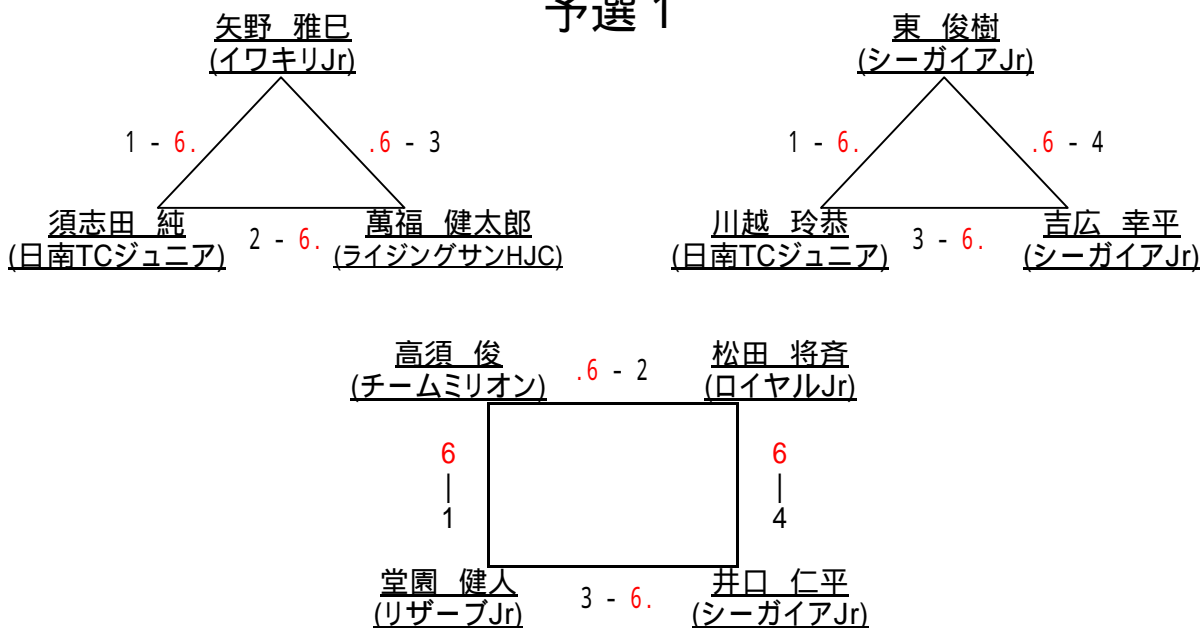 予選１
矢野 雅巳
(イワキリJr)
東 俊樹
(シーガイアJr)
1 - 6.
.6 - 3
1 - 6.
.6 - 4
須志田 純
(日南TCジュニア)
2 - 6.
萬福 健太郎
(ライジングサンHJC)
川越 玲恭
(日南TCジュニア)
3 - 6.
吉広 幸平
(シーガイアJr)
高須 俊
(チームミリオン)
.6 - 2
松田 将斉
(ロイヤルJr)
6
|
1
6
|
4
堂園 健人
(リザーブJr)
3 - 6.
井口 仁平
(シーガイアJr)